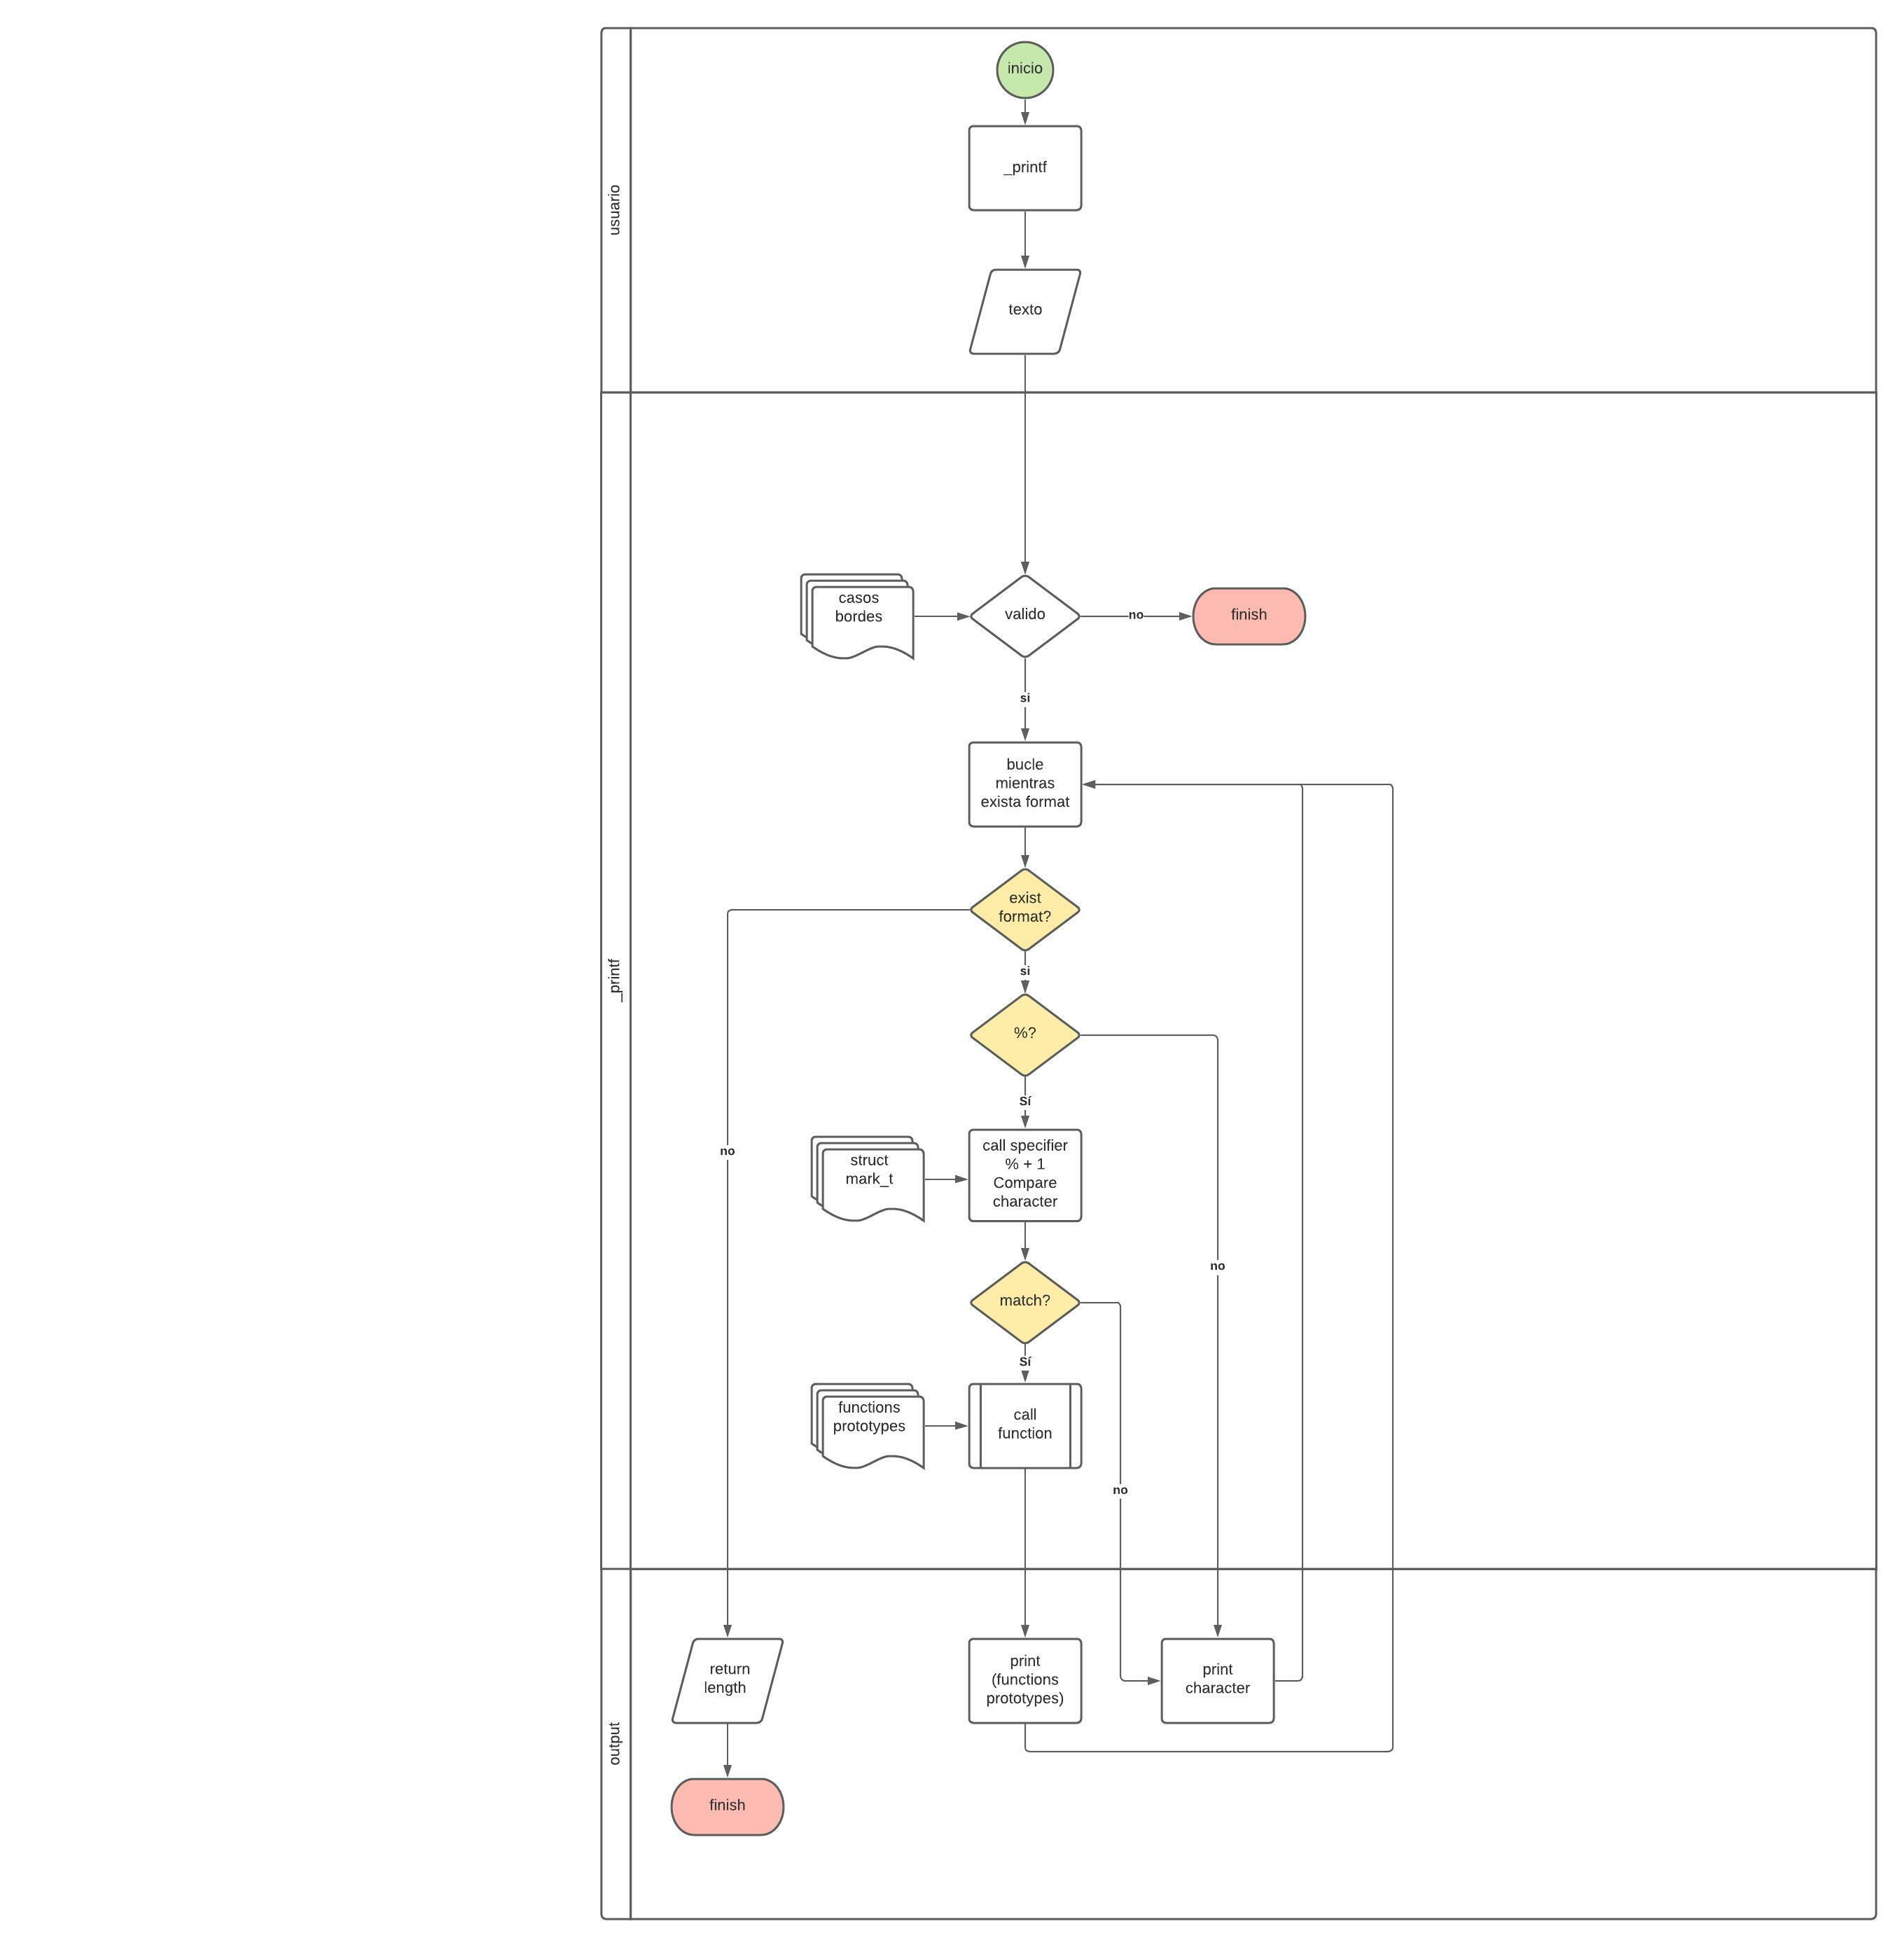 usuario
inicio
_printf
texto
_printf
casos
bordes
valido
no
finish
si
bucle
mientras
exista format
exist
format?
si
%?
Sí
no
struct
mark_t
call specifier
% + 1
Compare
character
no
match?
Sí
functions
prototypes
call
function
no
output
return
length
print
(functions
prototypes)
print
character
finish